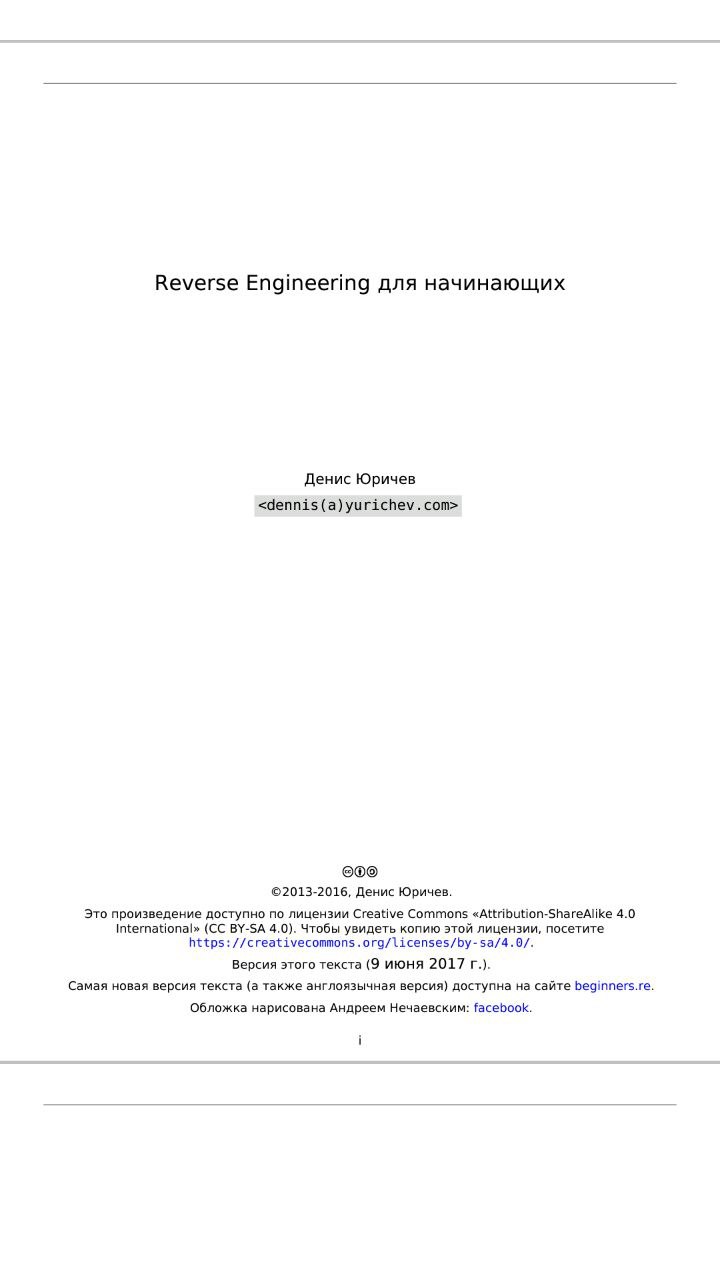 Reverse Engineering для начинающих
Денис Юричев
<dennis(a)yurichev.com>
©2013-2016, Денис Юричев.
Это произведение доступно по лицензии Creative Commons «Attribution-ShareAlike 4.0
International» (CC BY-SA 4.0). Чтобы увидеть копию этой лицензии, посетите
https://creativecommons.org/licenses/by-sa/4.0/.
Версия этого текста (9 июня 2017 г.).
Самая новая версия текста (а также англоязычная версия) доступна на сайте beginners.re.
Обложка нарисована Андреем Нечаевским: facebook.
i